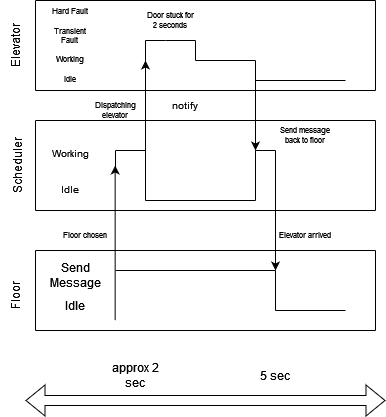 Elevator
Hard Fault
Transient
Fault
Working
Idle
Door stuck for
2 seconds
Dispatching
elevator
notify
Scheduler
Working
Idle
Send message
back to floor
Floor chosen
Elevator arrived
Floor
Send
Message
Idle
approx 2
sec
5 sec